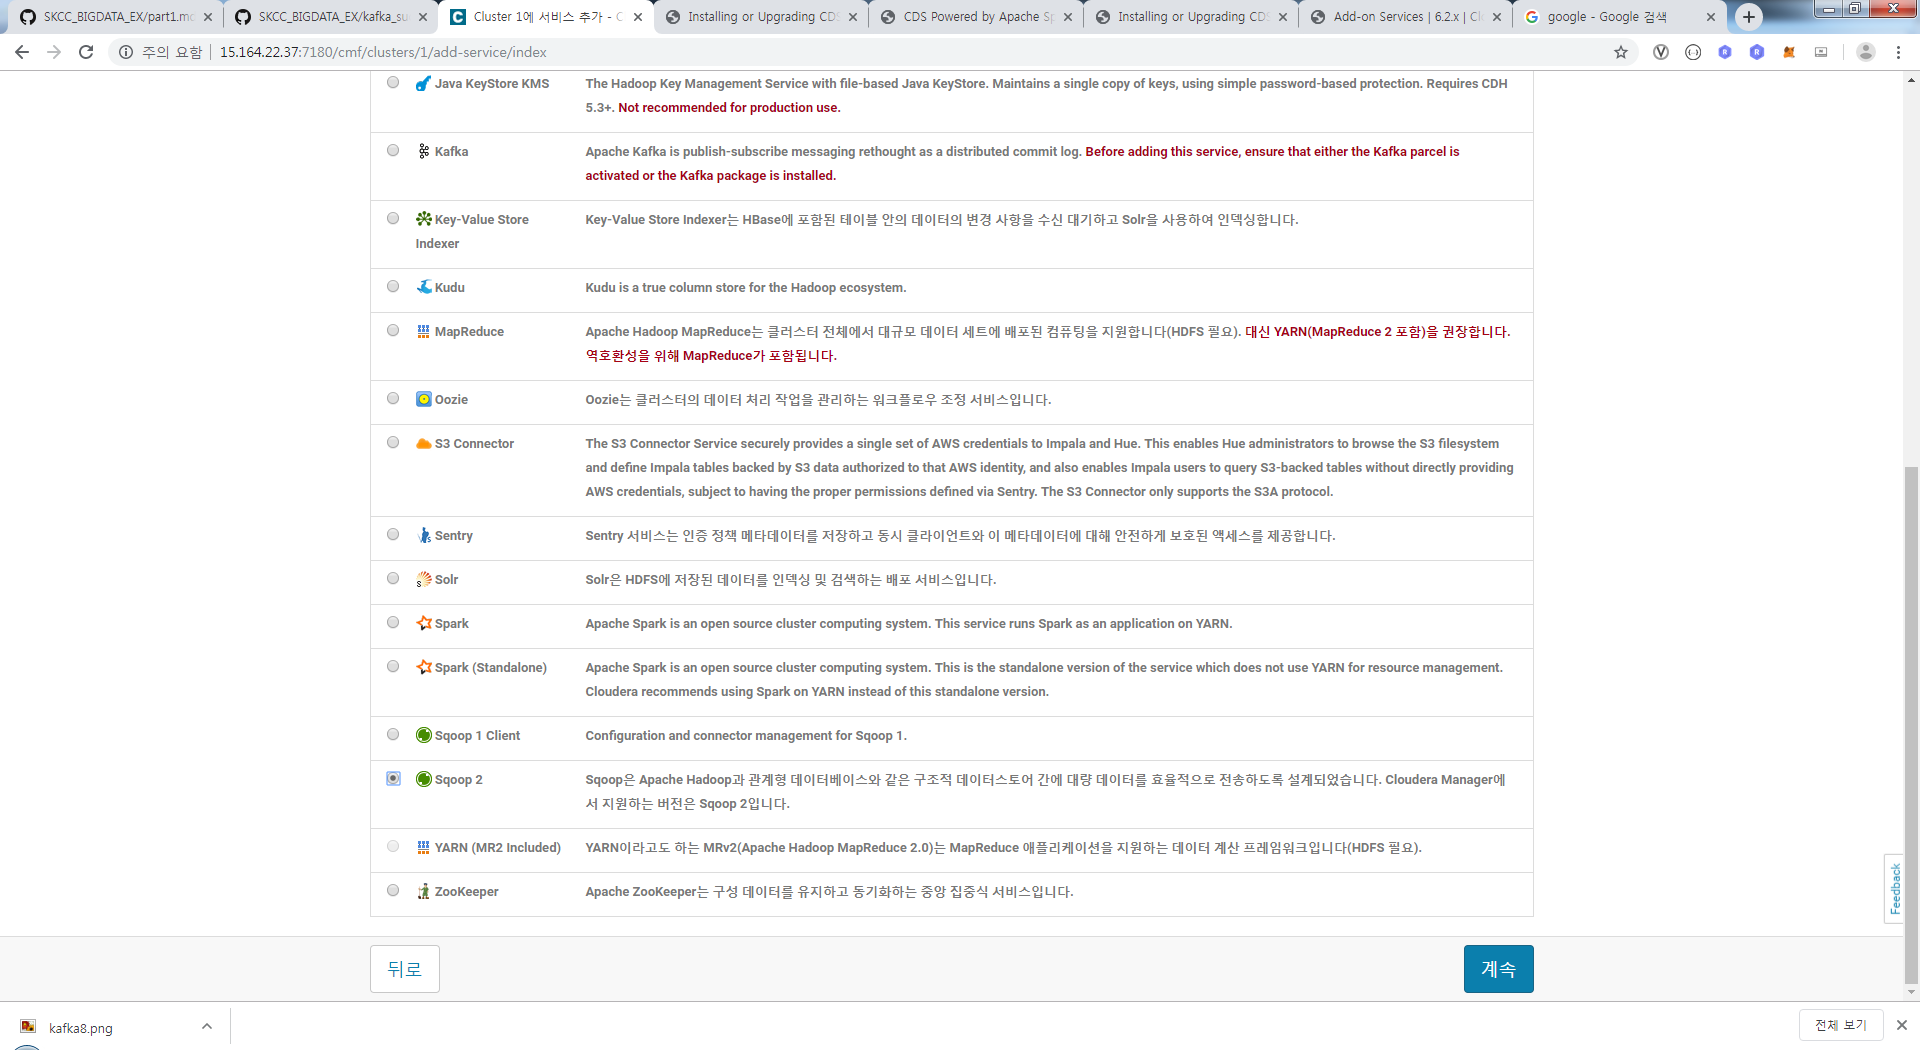 SKCC_BIGDATA_EX/part1.mc
SKCC_BIGDATA_EX/kafka_su
Cluster 1에 서비스 추가 - C
Installing or Upgrading CDS
CDS Powered by Apache Sp
Installing or Upgrading CDS
Add-on Services | 6.2.x | Clo
google - Google 검색
주의 요함
15.164.22.37:7180/cmf/clusters/1/add-service/index
Java KeyStore KMS
The Hadoop Key Management Service with file-based Java KeyStore. Maintains a single copy of keys, using simple password-based protection. Requires CDH
5.3+. Not recommended for production use.
Kafka
Apache Kafka is publish-subscribe messaging rethought as a distributed commit log. Before adding this service, ensure that either the Kafka parcel is
activated or the Kafka package is installed.
Key-Value Store
Indexer
Key-Value Store Indexer는 HBase에 포함된 테이블 안의 데이터의 변경 사항을 수신 대기하고 Solr을 사용하여 인덱싱합니다.
Kudu
Kudu is a true column store for the Hadoop ecosystem.
MapReduce
Apache Hadoop MapReduce는 클러스터 전체에서 대규모 데이터 세트에 배포된 컴퓨팅을 지원합니다(HDFS 필요). 대신 YARN(MapReduce 2 포함)을 권장합니다.
역호환성을 위해 MapReduce가 포함됩니다.
Oozie
Oozie는 클러스터의 데이터 처리 작업을 관리하는 워크플로우 조정 서비스입니다.
S3 Connector
The S3 Connector Service securely provides a single set of AWS credentials to Impala and Hue. This enables Hue administrators to browse the S3 filesystem
and define Impala tables backed by S3 data authorized to that AWS identity, and also enables Impala users to query S3-backed tables without directly providing
AWS credentials, subject to having the proper permissions defined via Sentry. The S3 Connector only supports the S3A protocol.
Sentry
Sentry 서비스는 인증 정책 메타데이터를 저장하고 동시 클라이언트와 이 메타데이터에 대해 안전하게 보호된 액세스를 제공합니다.
Solr
Solr은 HDFS에 저장된 데이터를 인덱싱 및 검색하는 배포 서비스입니다.
Spark
Apache Spark is an open source cluster computing system. This service runs Spark as an application on YARN.
Spark (Standalone)
Apache Spark is an open source cluster computing system. This is the standalone version of the service which does not use YARN for resource management.
Cloudera recommends using Spark on YARN instead of this standalone version.
Sqoop 1 Client
Configuration and connector management for Sqoop 1.
Sqoop 2
Sqoop은 Apache Hadoop과 관계형 데이터베이스와 같은 구조적 데이터스토어 간에 대량 데이터를 효율적으로 전송하도록 설계되었습니다. Cloudera Manager에
서 지원하는 버전은 Sqoop 2입니다.
YARN (MR2 Included)
YARN이라고도 하는 MRv2(Apache Hadoop MapReduce 2.0)는 MapReduce 애플리케이션을 지원하는 데이터 계산 프레임워크입니다(HDFS 필요).
ZooKeeper
Apache ZooKeeper는 구성 데이터를 유지하고 동기화하는 중앙 집중식 서비스입니다.
Feedback
뒤로
계속
kafka8.png
전체 보기